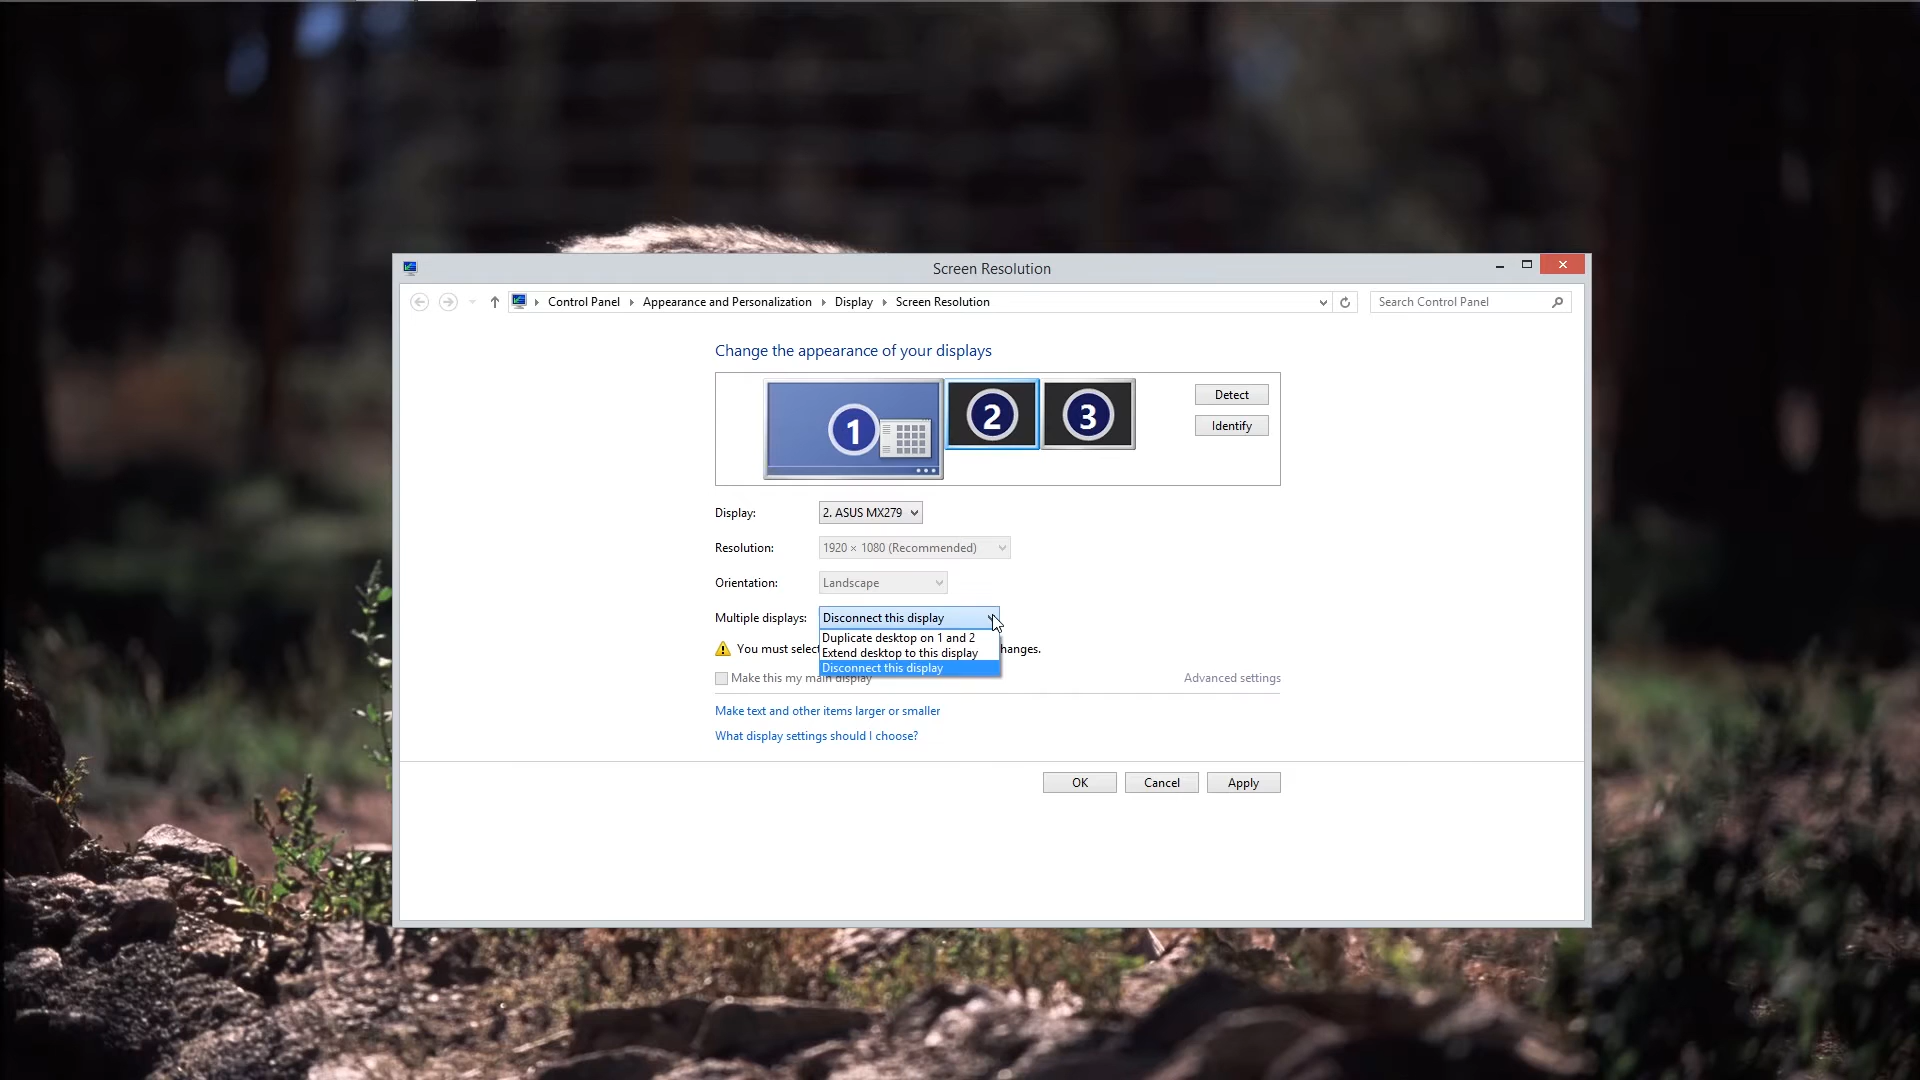 Screen Resolution
Control Panel Appearance and Personalization Display Screen Resolution Search Control Panel
Change the appearance of your displays
1 2 3 Detect
Identify
Display: 2. ASUS MX279
Resolution: 1920 × 1080 (Recommended)
Orientation: Landscape
Multiple displays: Disconnect this display
Duplicate desktop on 1 and 2
Extend desktop to this display
Disconnect this display
You must select hanges.
Make this my main display Advanced settings
Make text and other items larger or smaller
What display settings should I choose?
OK Cancel Apply